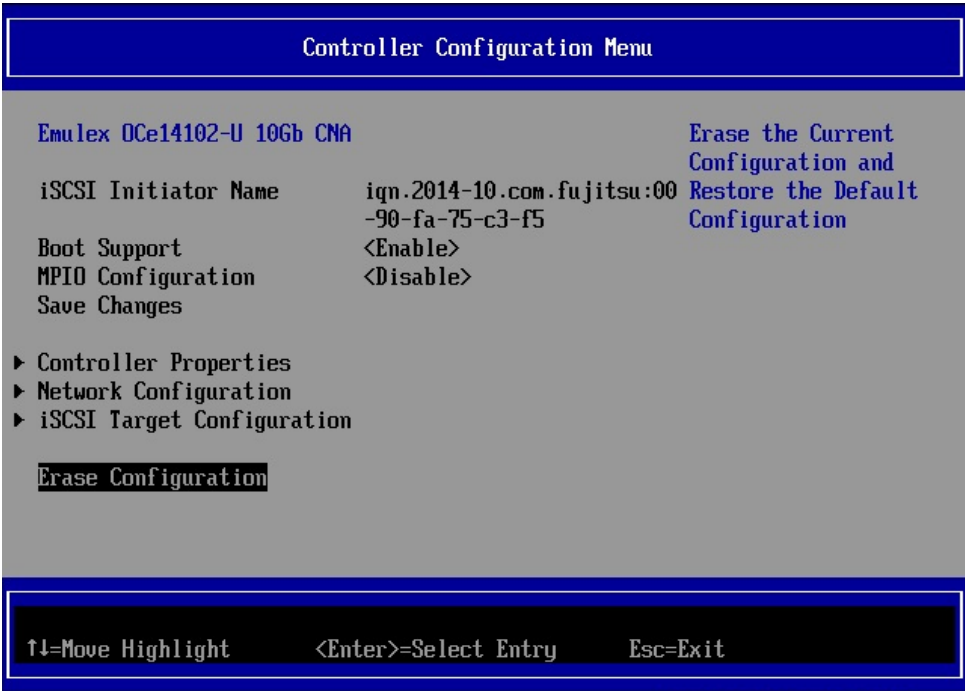 Controller Configuration Menu
Emulex OCe14102-U 10Gb CNA
Erase the Current
Configuration and
iSCSI Initiator Name iqn.2014-10.com.fujitsu:00 Restore the Default
-90-fa-75-c3-f5 Configuration
Boot Support <Enable>
MPIO Configuration <Disable>
Save Changes
▶ Controller Properties
▶ Network Configuration
▶ iSCSI Target Configuration
Erase Configuration
↑↓=Move Highlight <Enter>=Select Entry Esc=Exit